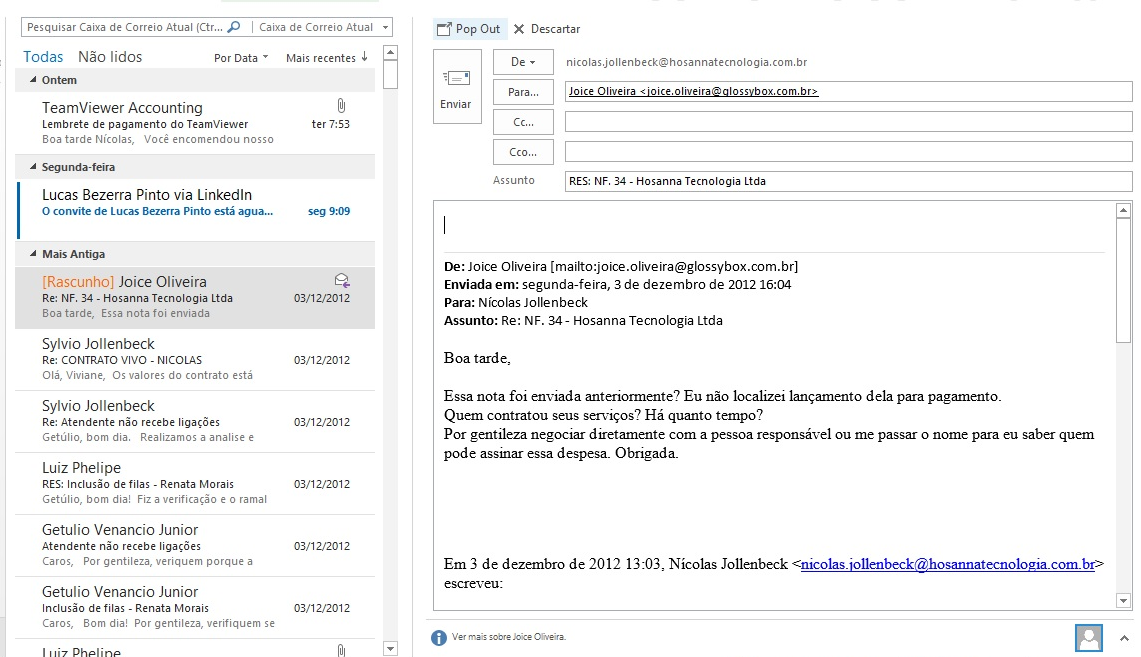 Pesquisar Caixa de Correio Atual (Ctr... Caixa de Correio Atual
Todas Não lidos Por Data Mais recentes ↓
Ontem
TeamViewer Accounting
Lembrete de pagamento do TeamViewer ter 7:53
Boa tarde Nícolas, Você encomendou nosso
Segunda-feira
Lucas Bezerra Pinto via LinkedIn
O convite de Lucas Bezerra Pinto está agua... seg 9:09
Mais Antiga
[Rascunho] Joice Oliveira
Re: NF. 34 - Hosanna Tecnologia Ltda 03/12/2012
Boa tarde, Essa nota foi enviada
Sylvio Jollenbeck
Re: CONTRATO VIVO - NICOLAS 03/12/2012
Olá, Viviane, Os valores do contrato está
Sylvio Jollenbeck
Re: Atendente não recebe ligações 03/12/2012
Getúlio, bom dia. Realizamos a analise e
Luiz Phelipe
RES: Inclusão de filas - Renata Morais 03/12/2012
Getúlio, bom dia! Fiz a verificação e o ramal
Getulio Venancio Junior
Atendente não recebe ligações 03/12/2012
Caros, Por gentileza, veriquem porque a
Getulio Venancio Junior
Inclusão de filas - Renata Morais 03/12/2012
Caros, Bom dia! Por gentileza, verifiquem se
Luiz Phelipe
Pop Out Descartar
Enviar
De nicolas.jollenbeck@hosannatecnologia.com.br
Para... Joice Oliveira <joice.oliveira@glossybox.com.br>
Cc...
Cco...
Assunto RES: NF. 34 - Hosanna Tecnologia Ltda
De: Joice Oliveira [mailto:joice.oliveira@glossybox.com.br]
Enviada em: segunda-feira, 3 de dezembro de 2012 16:04
Para: Nícolas Jollenbeck
Assunto: Re: NF. 34 - Hosanna Tecnologia Ltda
Boa tarde,
Essa nota foi enviada anteriormente? Eu não localizei lançamento dela para pagamento.
Quem contratou seus serviços? Há quanto tempo?
Por gentileza negociar diretamente com a pessoa responsável ou me passar o nome para eu saber quem
pode assinar essa despesa. Obrigada.
Em 3 de dezembro de 2012 13:03, Nícolas Jollenbeck <nicolas.jollenbeck@hosannatecnologia.com.br>
escreveu:
Ver mais sobre Joice Oliveira.